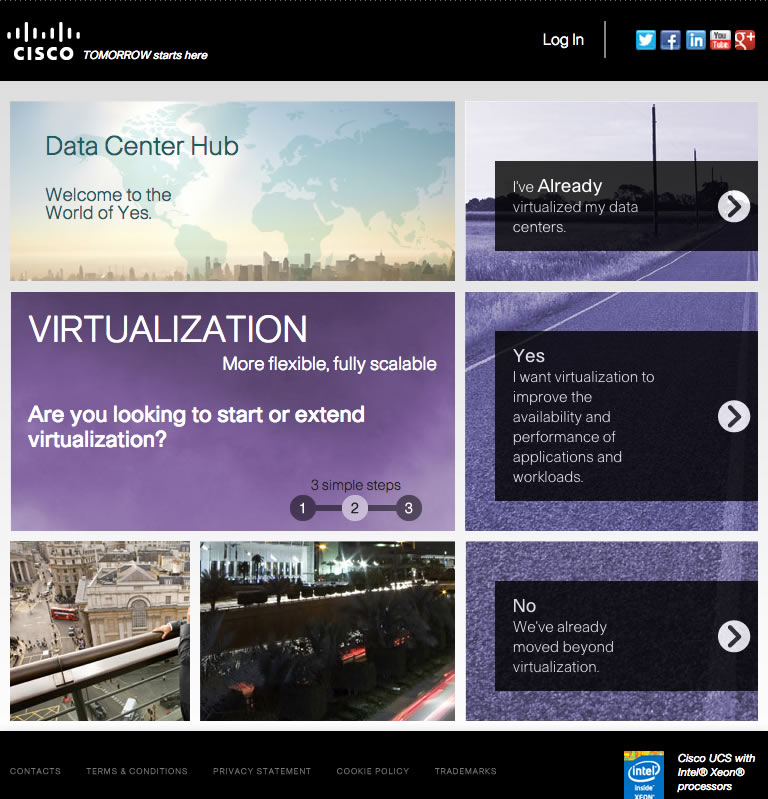 CISCO
TOMORROW starts here
Log In
You
Tube
Data Center Hub
Welcome to the
World of Yes.
I've Already
virtualized my data
centers.
VIRTUALIZATION
More flexible, fully scalable
Are you looking to start or extend
virtualization?
3 simple steps
1 2 3
Yes
I want virtualization to
improve the
availability and
performance of
applications and
workloads.
No
We've already
moved beyond
virtualization.
CONTACTS TERMS & CONDITIONS PRIVACY STATEMENT COOKIE POLICY TRADEMARKS
intel
inside
XEON
Cisco UCS with
Intel® Xeon®
processors